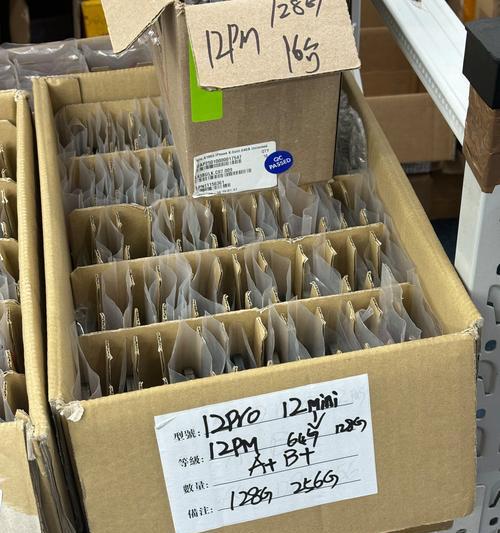 128G
12PM 16G
QTY
QC PASSED
型號: 12Pro 12mini
64G 128G
等級: 12PM
A+ B+
數量:
備注: 128G 256G